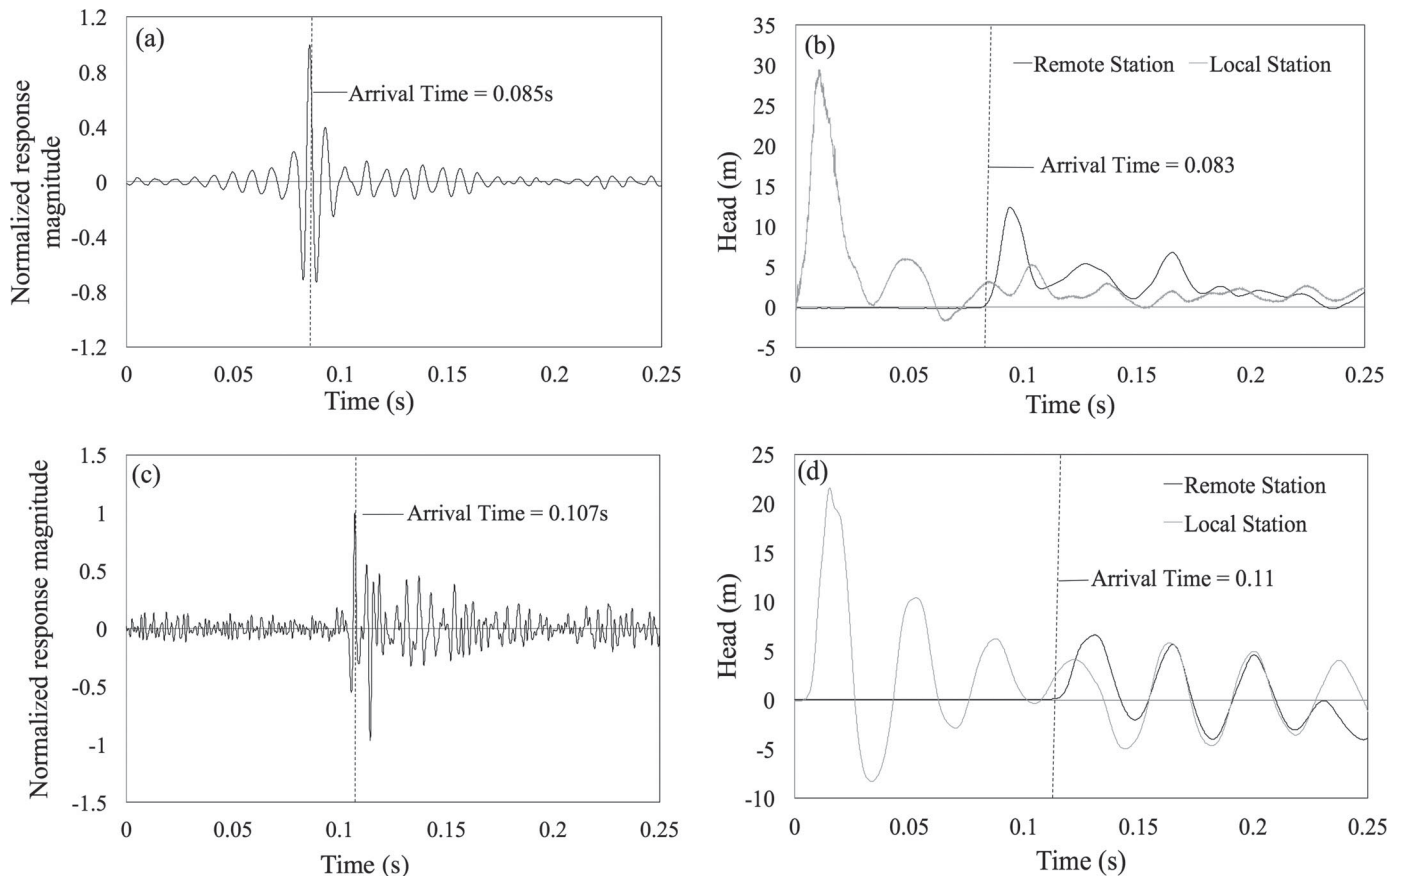 (a)
1.2
0.8
0.4
0
-0.4
-0.8
-1.2
Normalized response
magnitude
Arrival Time = 0.085s
0 0.05 0.1 0.15 0.2 0.25
Time (s)
(b)
35
30
25
20
15
10
5
0
-5
Head (m)
Remote Station Local Station
Arrival Time = 0.083
0 0.05 0.1 0.15 0.2 0.25
Time (s)
(c)
1.5
1
0.5
0
-0.5
-1
-1.5
Normalized response magnitude
Arrival Time = 0.107s
0 0.05 0.1 0.15 0.2 0.25
Time (s)
(d)
25
20
15
10
5
0
-5
-10
Head (m)
Remote Station
Local Station
Arrival Time = 0.11
0 0.05 0.1 0.15 0.2 0.25
Time (s)